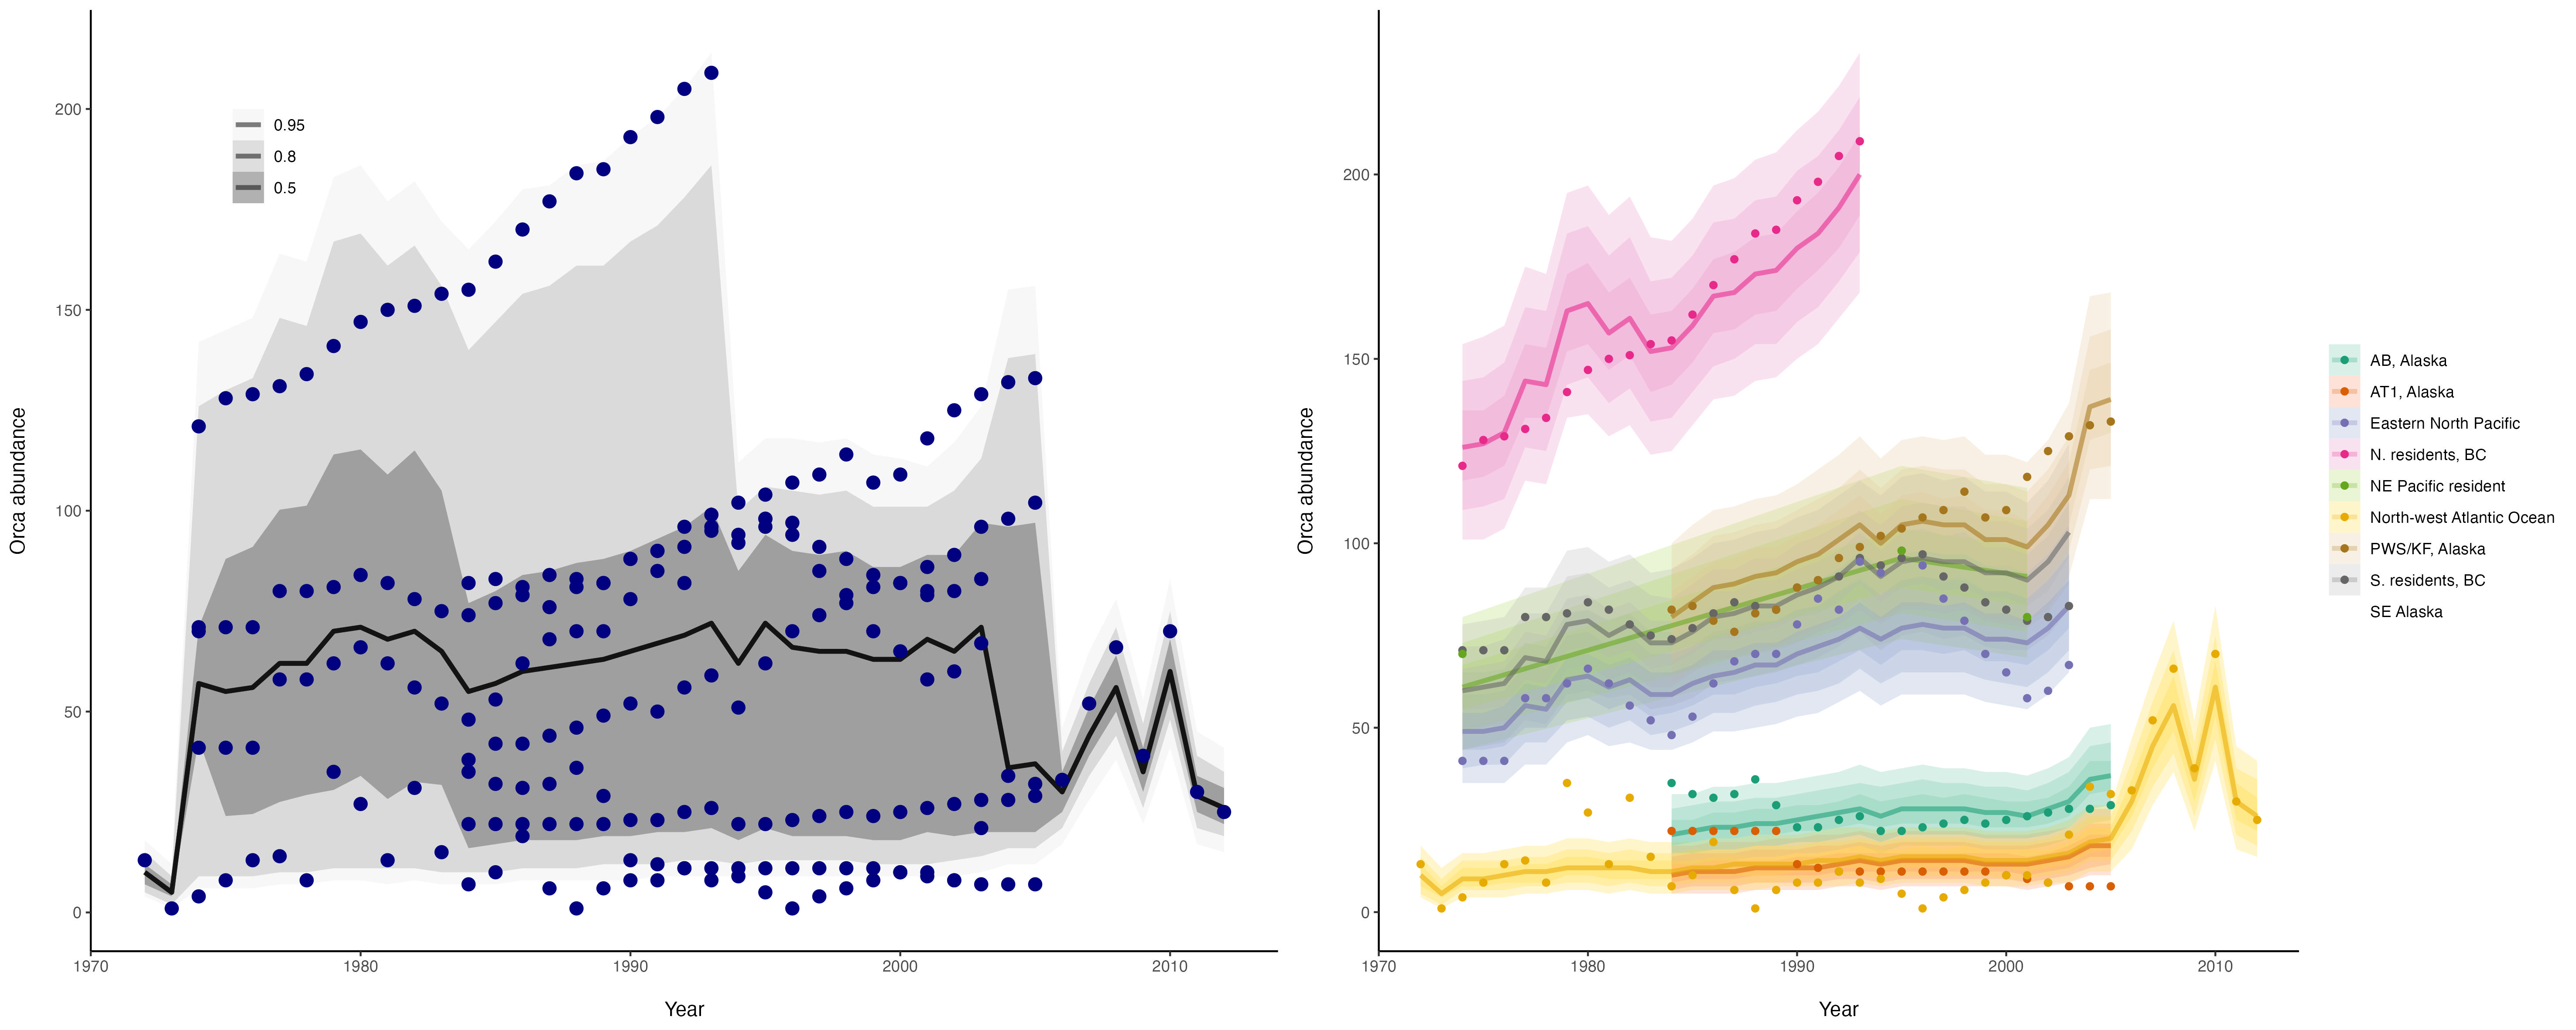 200
150
100
50
0
Orca abundance
0.95
0.8
0.5
1970
1980
1990
2000
2010
Year
200
150
100
50
0
Orca abundance
1970
1980
1990
2000
2010
Year
AB, Alaska
AT1, Alaska
Eastern North Pacific
N. residents, BC
NE Pacific resident
North-west Atlantic Ocean
PWS/KF, Alaska
S. residents, BC
SE Alaska